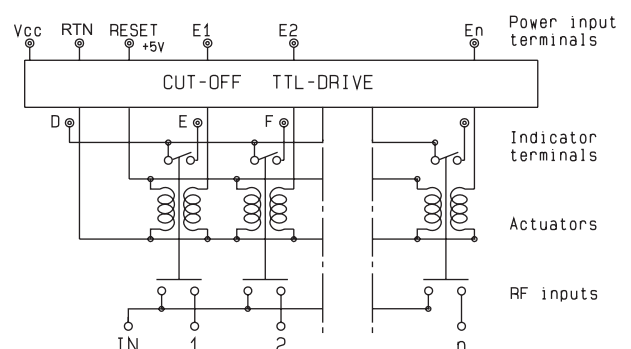 Vcc RTN RESET E1 E2 En Power input
+5V terminals
CUT-OFF TTL-DRIVE
D E F
Indicator
terminals
Actuators
RF inputs
IN 1 2 n